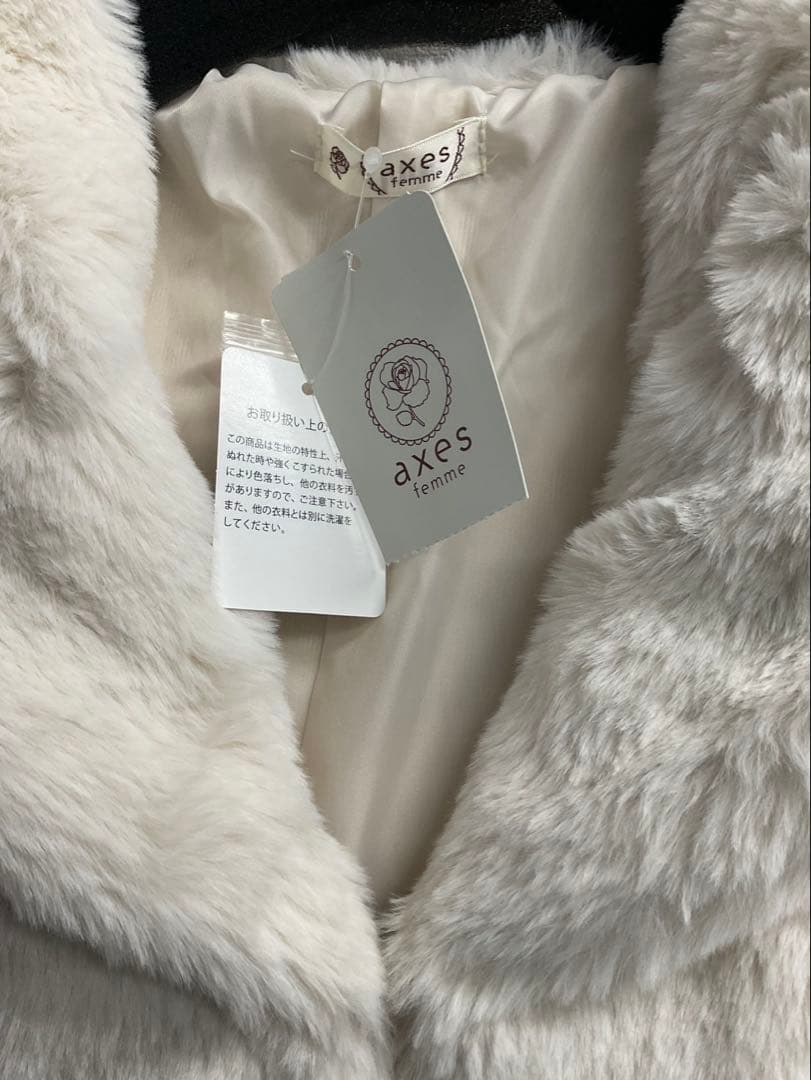 axes
femme
axes
femme
お取り扱い上の
この商品は生地の特性上、
ぬれた時や強くこすられた場合
により色落ちし、他の衣料を汚
がありますので、ご注意下さい。
また、他の衣料とは別に洗濯を
してください。